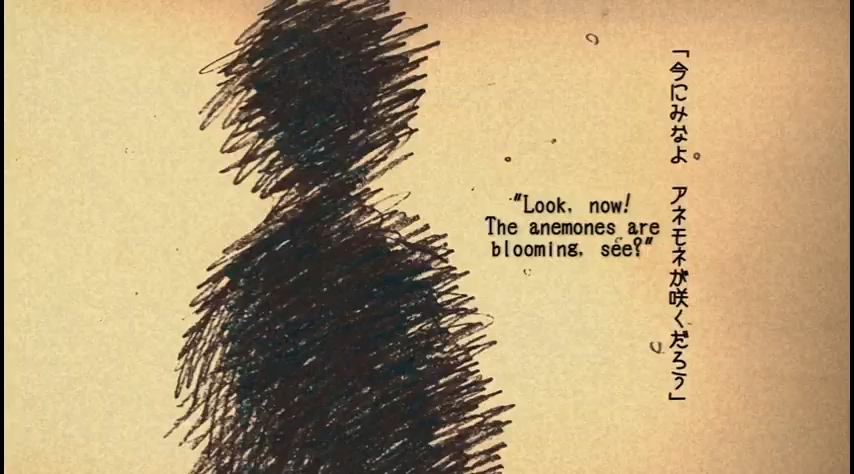 「今にみなよ　アネモネが咲くだろう」
"Look, now!
The anemones are
blooming, see?"